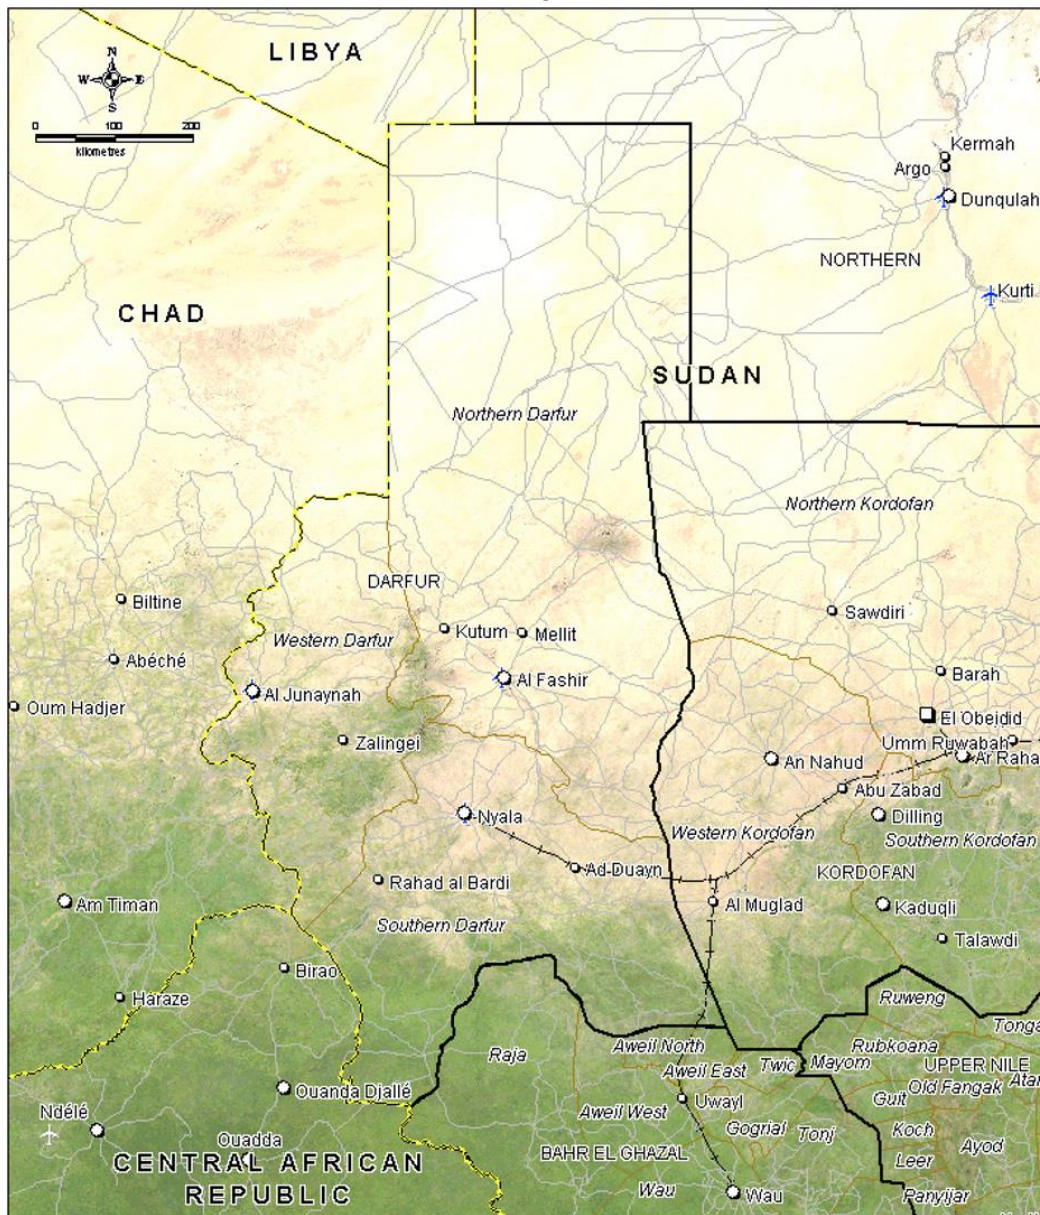 LIBYA
N
W E
S
0 100 200
kilometres
Kermah
Argo
Dunqulah
NORTHERN
Kurti
CHAD
SUDAN
Northern Darfur
Northern Kordofan
DARFUR
Biltine
Sawdiri
Kutum
Mellit
Western Darfur
Abéché
Barah
Al Fashir
Al Junaynah
Oum Hadjer
El Obeidid
Zalingei
Umm Ruwabah
An Nahud
Ar Raha
Abu Zabad
Nyala
Dilling
Western Kordofan
Southern Kordofan
Ad-Duayn
KORDOFAN
Rahad al Bardi
Am Timan
Al Muglad
Kaduqli
Southern Darfur
Talawdi
Birao
Haraze
Ruweng
Tonga
Raja
Aweil North
Rubkoana
Aweil East
Twic
Mayom
UPPER NILE
Ouanda Djallé
Old Fangak
Atar
Guit
Uwayl
Ndélé
Aweil West
Gogrial
Tonj
Koch
Ouadda
Ayod
BAHR EL GHAZAL
CENTRAL AFRICAN
REPUBLIC
Leer
Wau
Wau
Panyijar